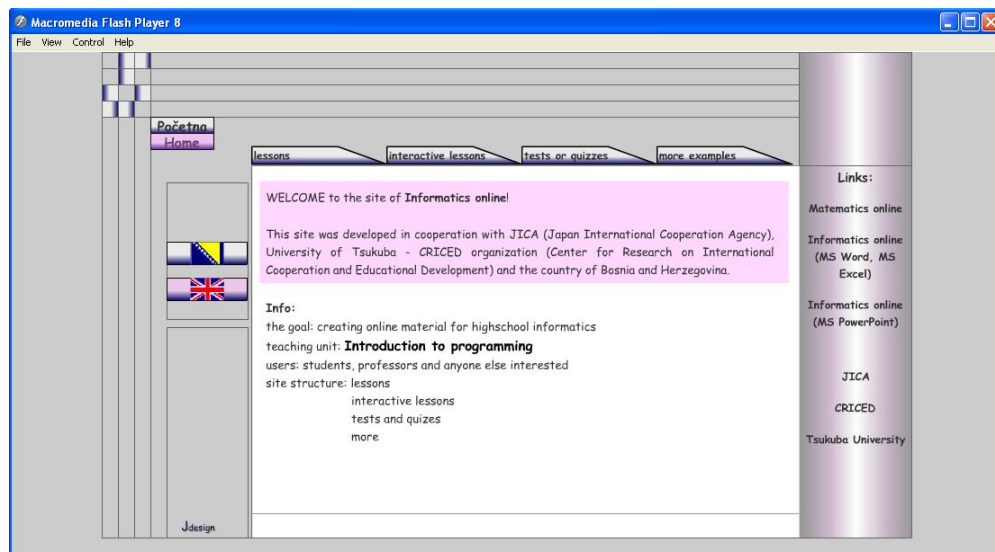 Macromedia Flash Player 8
File View Control Help
Početna
Home
lessons
interactive lessons
tests or quizzes
more examples
WELCOME to the site of Informatics online!
This site was developed in cooperation with JICA (Japan International Cooperation Agency),
University of Tsukuba - CRICED organization (Center for Research on International
Cooperation and Educational Development) and the country of Bosnia and Herzegovina.
Info:
the goal: creating online material for highschool informatics
teaching unit: Introduction to programming
users: students, professors and anyone else interested
site structure: lessons
interactive lessons
tests and quizes
more
Links:
Matematics online
Informatics online
(MS Word, MS
Excel)
Informatics online
(MS PowerPoint)
JICA
CRICED
Tsukuba University
Jdesign